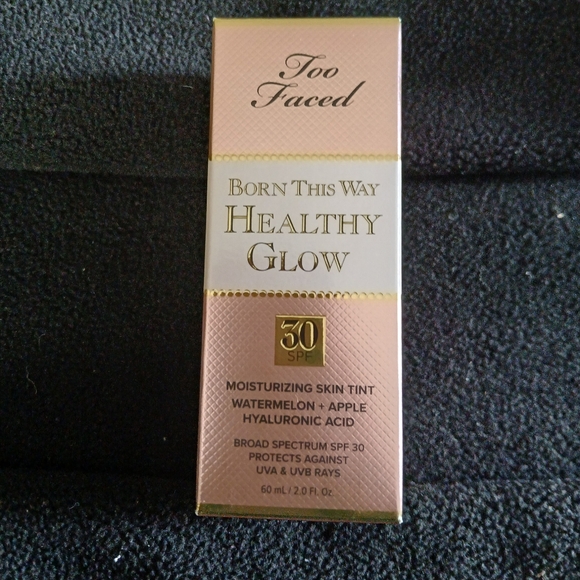 Too
Faced
BORN THIS WAY
HEALTHY
GLOW
30
SPF
MOISTURIZING SKIN TINT
WATERMELON + APPLE
HYALURONIC ACID
BROAD SPECTRUM SPF 30
PROTECTS AGAINST
UVA & UVB RAYS
60 mL / 2.0 Fl. Oz.